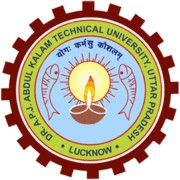 DR. A.P.J. ABDUL KALAM TECHNICAL UNIVERSITY, UTTAR PRADESH
योगः कर्मसु कौशलम्
LUCKNOW